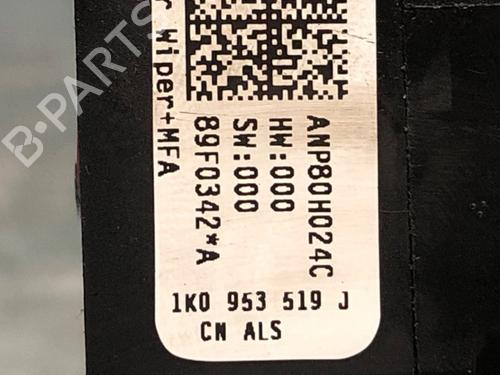 r Wiper+MFA
89F0342*A
SW:000
HW:000
ANP80H024C
1K0 953 519 J
CN ALS
B-PARTS